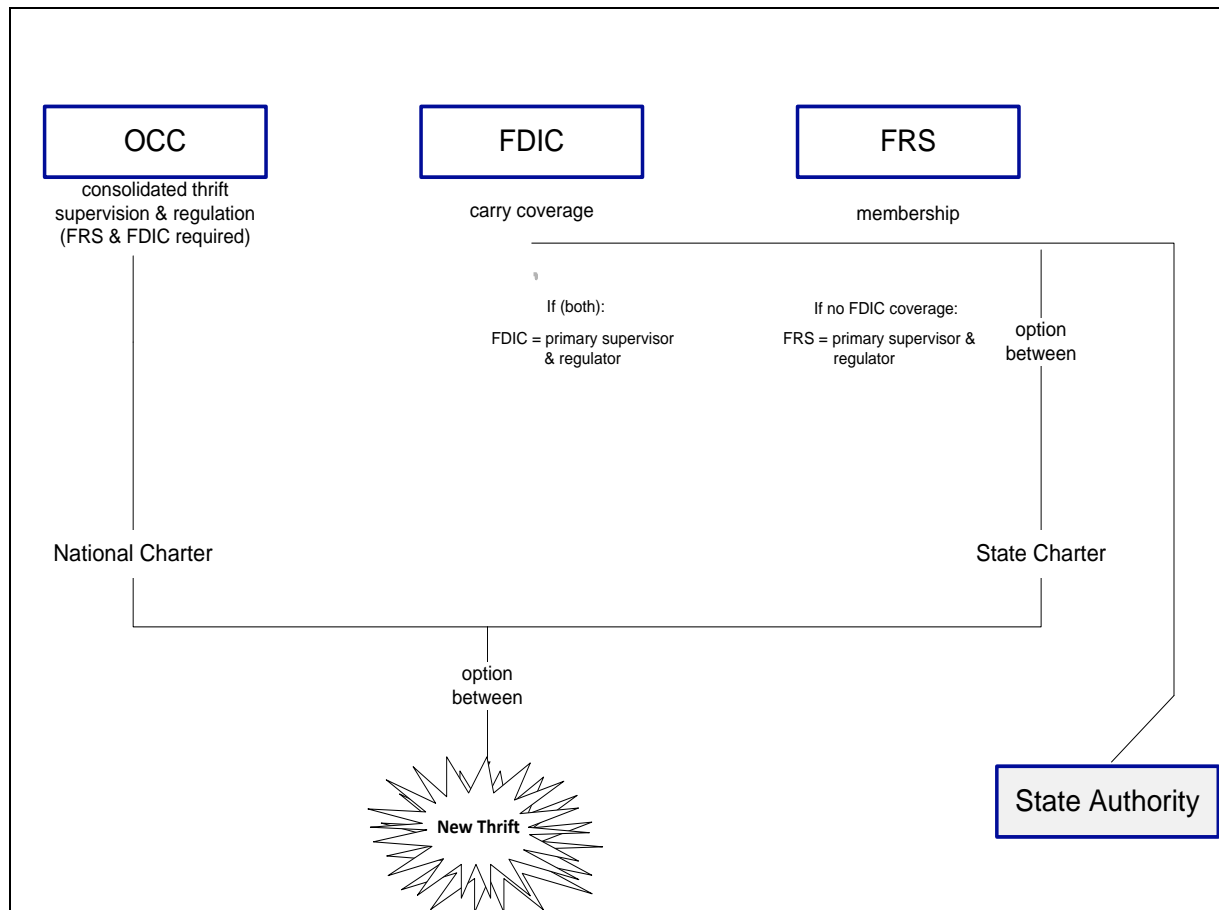 OCC
FDIC
FRS
consolidated thrift
supervision & regulation
(FRS & FDIC required)
carry coverage
membership
If (both):
FDIC = primary supervisor
& regulator
If no FDIC coverage:
FRS = primary supervisor &
regulator
option
between
National Charter
State Charter
option
between
New Thrift
State Authority